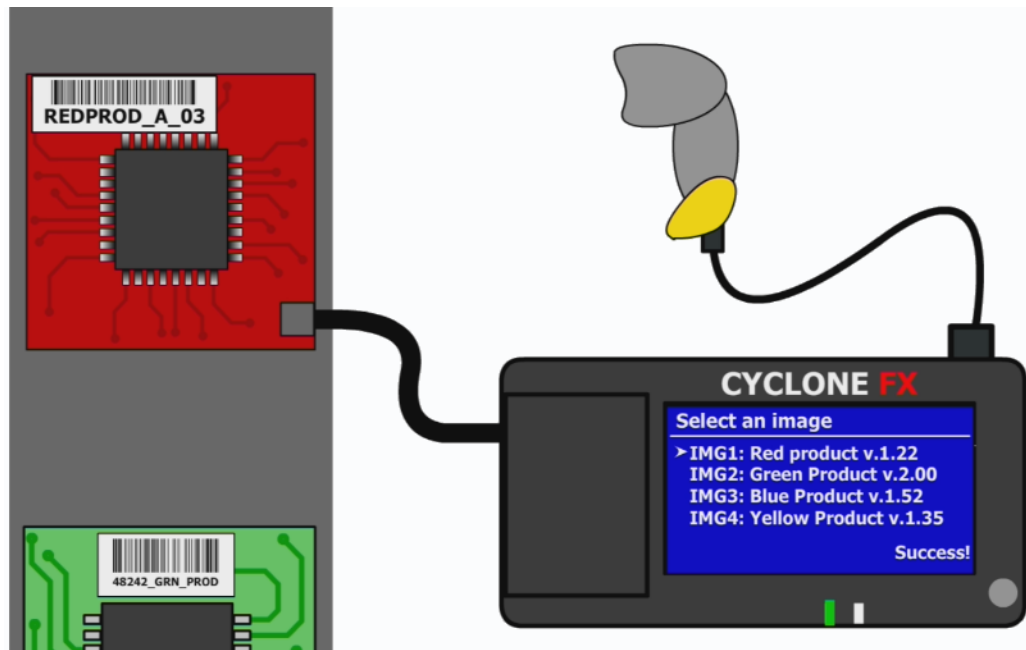 REDPROD_A_03
CYCLONE FX
Select an image
➤IMG1: Red product v.1.22
IMG2: Green Product v.2.00
IMG3: Blue Product v.1.52
IMG4: Yellow Product v.1.35
Success!
48242_GRN_PROD